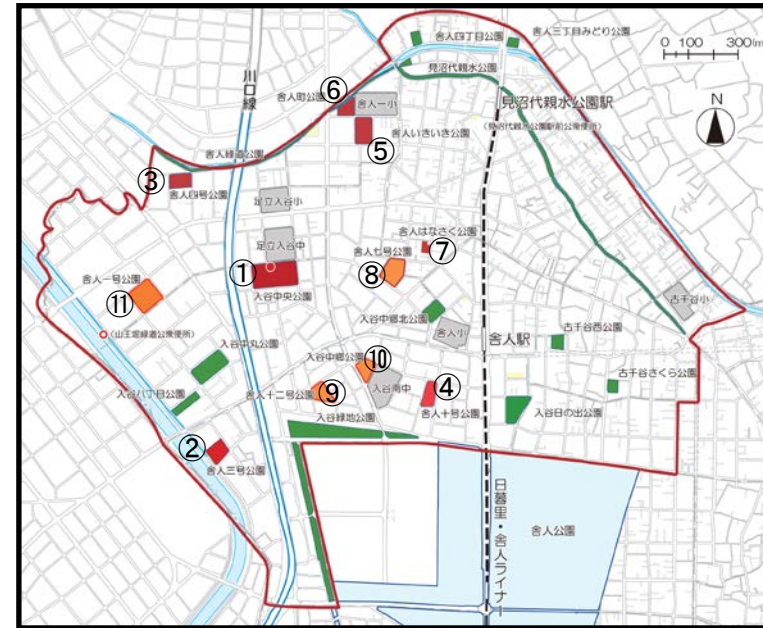 舎人四丁目公園
舎人三丁目みどり公園
0 100 300(m)
見沼代親水公園
川口線
⑥
舎人町公園
舎人一小
見沼代親水公園駅
(見沼代親水公園駅前公衆便所)
N
舎人いきいき公園
⑤
舎人緑道公園
③
舎人四号公園
足立入谷小
足立入谷中
舎人はなさく公園
舎人七号公園
⑦
①
⑧
舎人一号公園
入谷中央公園
⑪
古千谷小
入谷中郷北公園
舎人小
舎人駅
古千谷西公園
(山王堀緑道公衆便所)
入谷中丸公園
入谷中郷公園
⑩
古千谷さくら公園
入谷八丁目公園
舎人十二号公園
⑨
入谷南中
④
入谷緑地公園
舎人十号公園
入谷日の出公園
②
舎人三号公園
日暮里・舎人ライナー
舎人公園